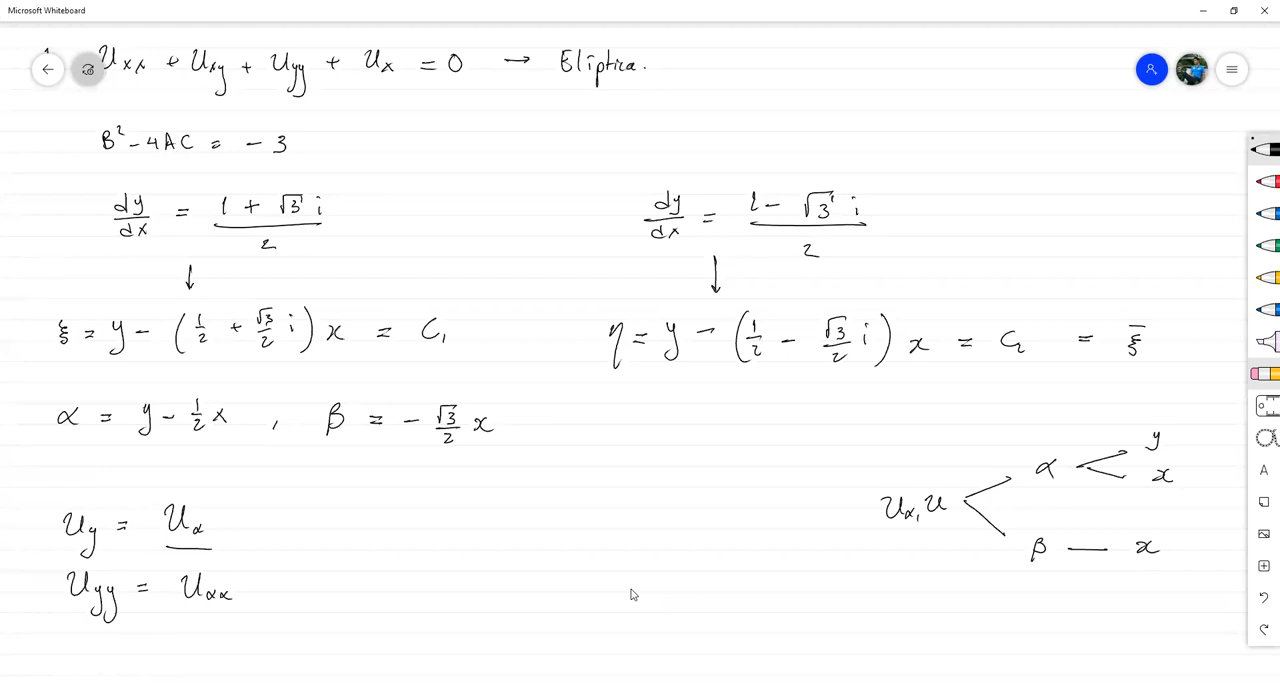 Microsoft Whiteboard
Uxx + Uxy + Uyy + Ux = 0 → Eliptica.
B² - 4AC = - 3
dy/dx = (1 + √3 i)/2
dy/dx = (1 - √3 i)/2
↓ ↓
ξ = y - (1/2 + √3/2 i) x = C₁
η = y - (1/2 - √3/2 i) x = C₂ = ξ̅
α = y - 1/2 x , β = - √3/2 x
Uα, U
α
y
x
β — x
Uy = Uα
Uyy = Uαα
A